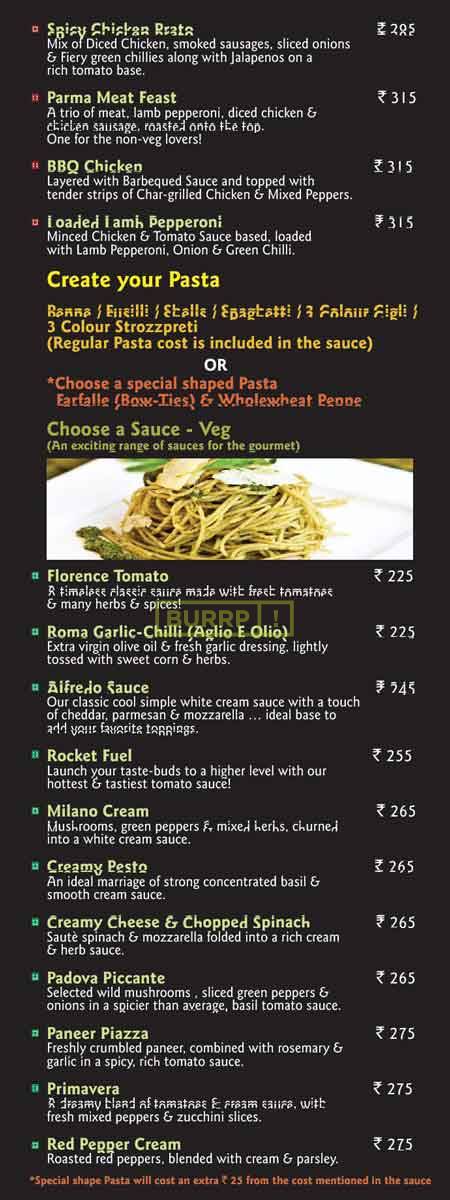 Spicy Chicken Prato ₹ 295
Mix of Diced Chicken, smoked sausages, sliced onions
& Fiery green chillies along with Jalapenos on a
rich tomato base.
Parma Meat Feast ₹ 315
A trio of meat, lamb pepperoni, diced chicken &
chicken sausage, roasted onto the top.
One for the non-veg lovers!
BBQ Chicken ₹ 315
Layered with Barbequed Sauce and topped with
tender strips of Char-grilled Chicken & Mixed Peppers.
Loaded Lamb Pepperoni ₹ 315
Minced Chicken & Tomato Sauce based, loaded
with Lamb Pepperoni, Onion & Green Chilli.
Create your Pasta
Penne / Fusilli / Shells / Spaghetti / 3 Colour Gigli /
3 Colour Strozzpreti
(Regular Pasta cost is included in the sauce)
OR
*Choose a special shaped Pasta
Farfalle (Bow-Ties) & Wholewheat Penne
Choose a Sauce - Veg
(An exciting range of sauces for the gourmet)
Florence Tomato ₹ 225
A timeless classic sauce made with fresh tomatoes
& many herbs & spices!
BURRP!
Roma Garlic-Chilli (Aglio E Olio) ₹ 225
Extra virgin olive oil & fresh garlic dressing, lightly
tossed with sweet corn & herbs.
Alfredo Sauce ₹ 245
Our classic cool simple white cream sauce with a touch
of cheddar, parmesan & mozzarella ... ideal base to
add your favorite toppings.
Rocket Fuel ₹ 255
Launch your taste-buds to a higher level with our
hottest & tastiest tomato sauce!
Milano Cream ₹ 265
Mushrooms, green peppers & mixed herbs, churned
into a white cream sauce.
Creamy Pesto ₹ 265
An ideal marriage of strong concentrated basil &
smooth cream sauce.
Creamy Cheese & Chopped Spinach ₹ 265
Sautè spinach & mozzarella folded into a rich cream
& herb sauce.
Padova Piccante ₹ 265
Selected wild mushrooms , sliced green peppers &
onions in a spicier than average, basil tomato sauce.
Paneer Piazza ₹ 275
Freshly crumbled paneer, combined with rosemary &
garlic in a spicy, rich tomato sauce.
Primavera ₹ 275
A dreamy blend of tomatoes & cream sauce, with
fresh mixed peppers & zucchini slices.
Red Pepper Cream ₹ 275
Roasted red peppers, blended with cream & parsley.
*Special shape Pasta will cost an extra ₹ 25 from the cost mentioned in the sauce